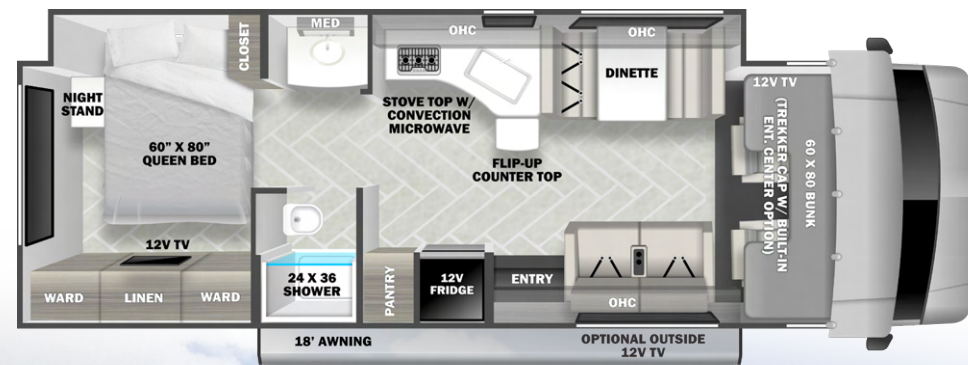 MED
CLOSET
OHC
OHC
DINETTE
12V TV
NIGHT
STAND
STOVE TOP W/
CONVECTION
MICROWAVE
60" X 80"
QUEEN BED
FLIP-UP
COUNTER TOP
60 X 80 BUNK
(TREKKER CAP W/ BUILT-IN
ENT. CENTER OPTION)
12V TV
WARD
LINEN
WARD
24 X 36
SHOWER
PANTRY
12V
FRIDGE
ENTRY
OHC
18' AWNING
OPTIONAL OUTSIDE
12V TV